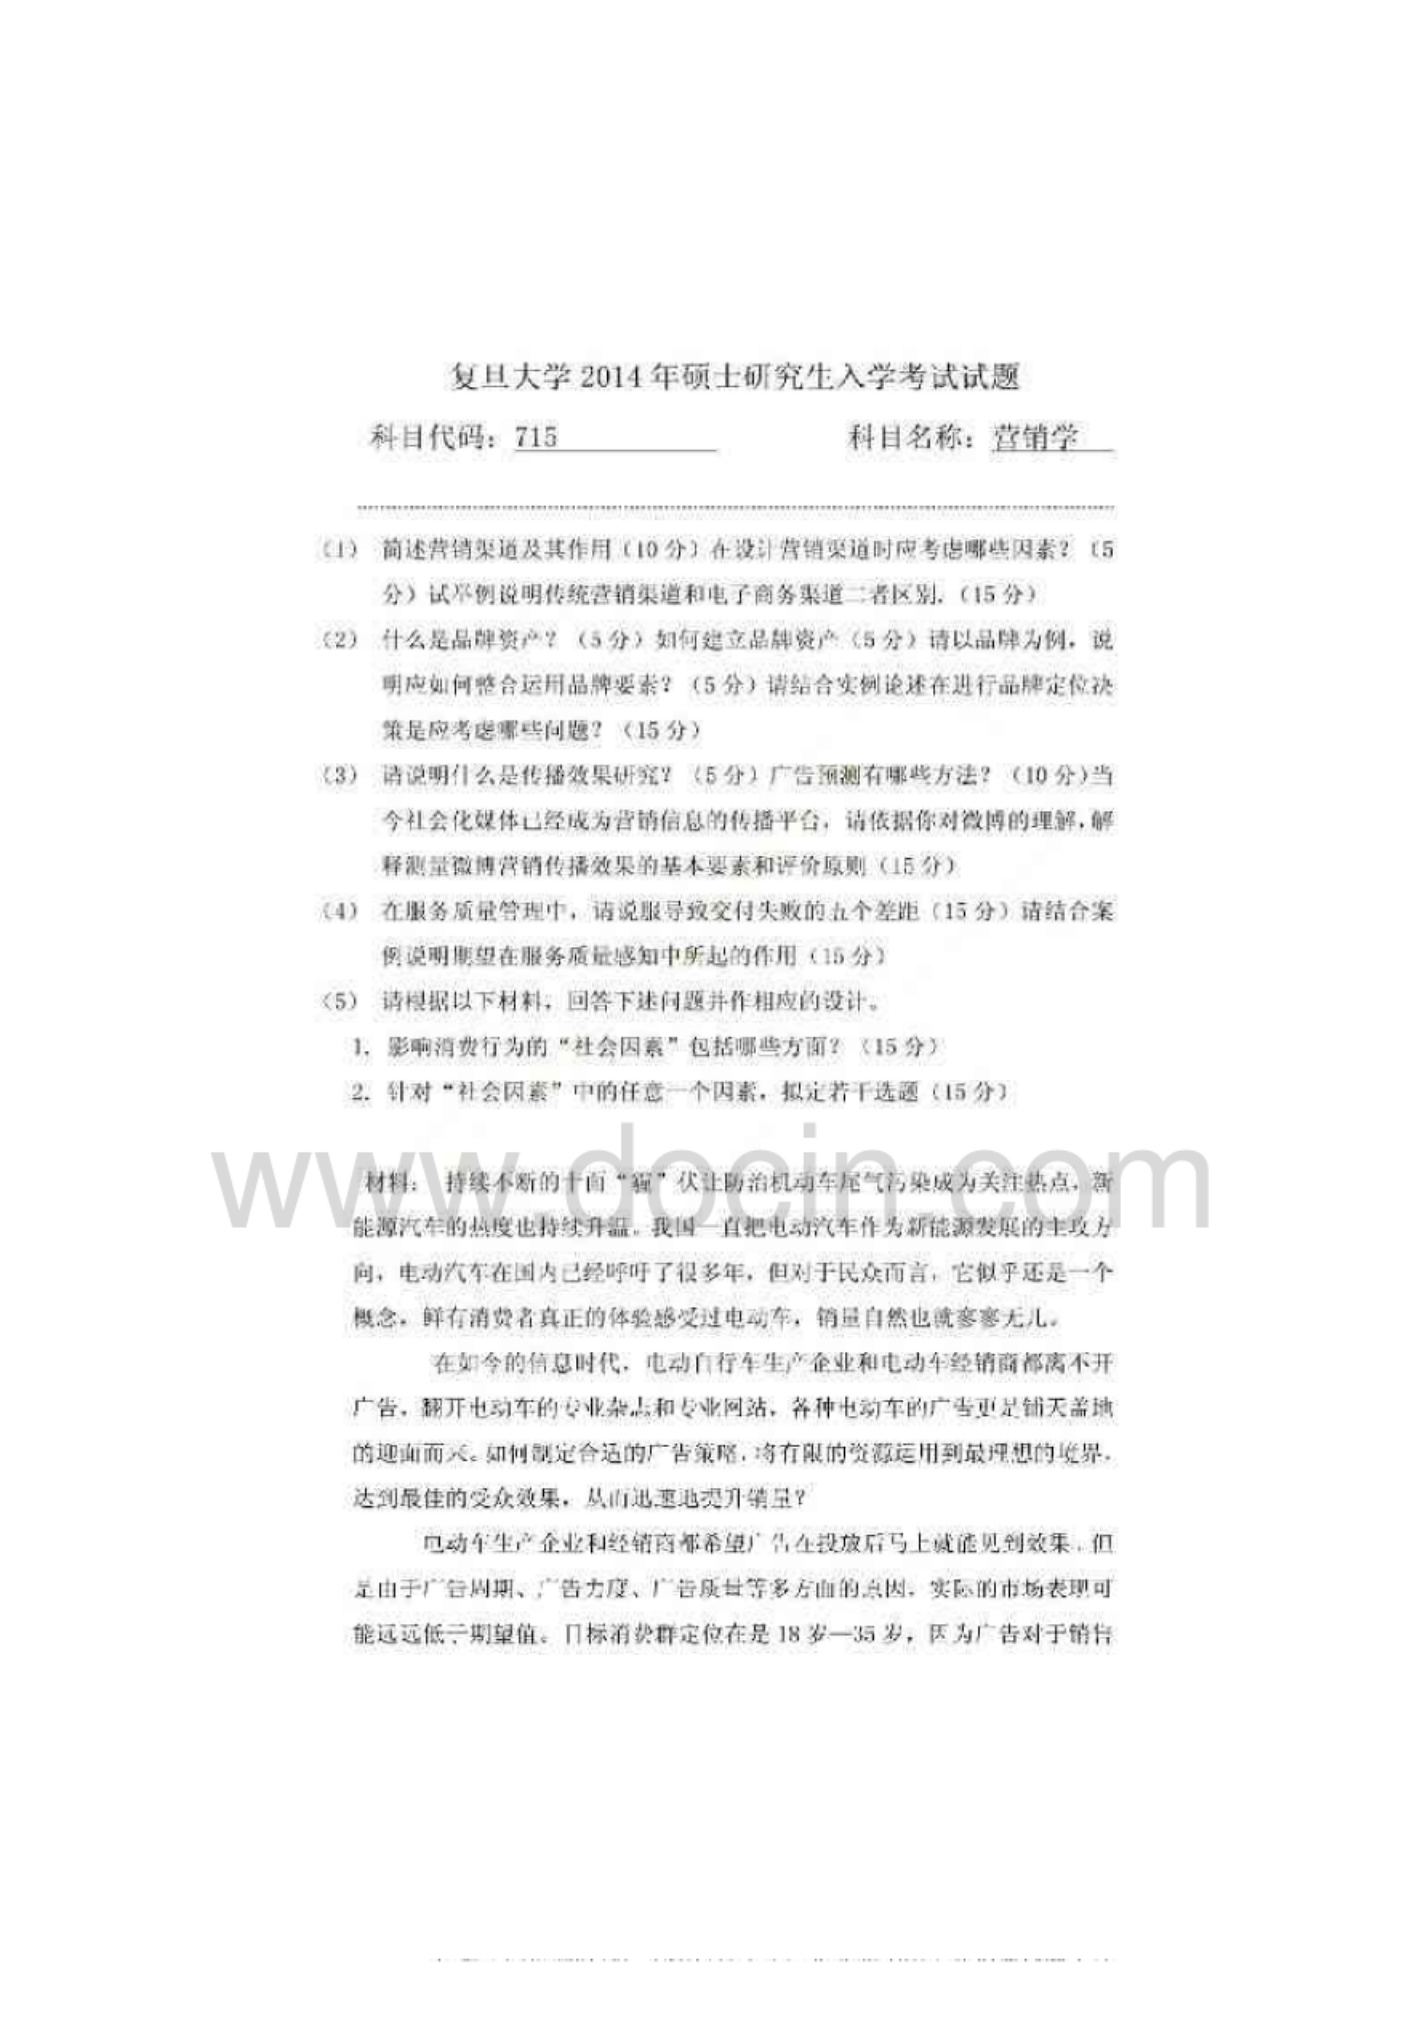 复旦大学 2014 年硕士研究生入学考试试题
科目代码：715 科目名称：营销学
（1） 简述营销渠道及其作用（10 分）在设计营销渠道时应考虑哪些因素？（5
分）试举例说明传统营销渠道和电子商务渠道二者区别.（15 分）
（2） 什么是品牌资产？（5 分）如何建立品牌资产（5 分）请以品牌为例，说
明应如何整合运用品牌要素？（5 分）请结合实例论述在进行品牌定位决
策是应考虑哪些问题？（15 分）
（3） 请说明什么是传播效果研究？（5 分）广告预测有哪些方法？（10 分）当
今社会化媒体已经成为营销信息的传播平台，请依据你对微博的理解，解
释测量微博营销传播效果的基本要素和评价原则（15 分）
（4） 在服务质量管理中，请说服导致交付失败的五个差距（15 分）请结合案
例说明期望在服务质量感知中所起的作用（15 分）
（5） 请根据以下材料，回答下述问题并作相应的设计。
1. 影响消费行为的“社会因素”包括哪些方面？（15 分）
2. 针对“社会因素”中的任意一个因素，拟定若干选题（15 分）
www.docin.com
材料： 持续不断的十面“霾”伏让防治机动车尾气污染成为关注热点，新
能源汽车的热度也持续升温。我国一直把电动汽车作为新能源发展的主攻方
向，电动汽车在国内已经呼吁了很多年，但对于民众而言，它似乎还是一个
概念，鲜有消费者真正的体验感受过电动车，销量自然也就寥寥无几。
在如今的信息时代，电动自行车生产企业和电动车经销商都离不开
广告，翻开电动车的专业杂志和专业网站，各种电动车的广告更是铺天盖地
的迎面而来。如何制定合适的广告策略，将有限的资源运用到最理想的境界，
达到最佳的受众效果，从而迅速地提升销量？
电动车生产企业和经销商都希望广告在投放后马上就能见到效果，但
是由于广告周期、广告力度、广告质量等多方面的原因，实际的市场表现可
能远远低于期望值。目标消费群定位在是 18 岁—35 岁，因为广告对于销售